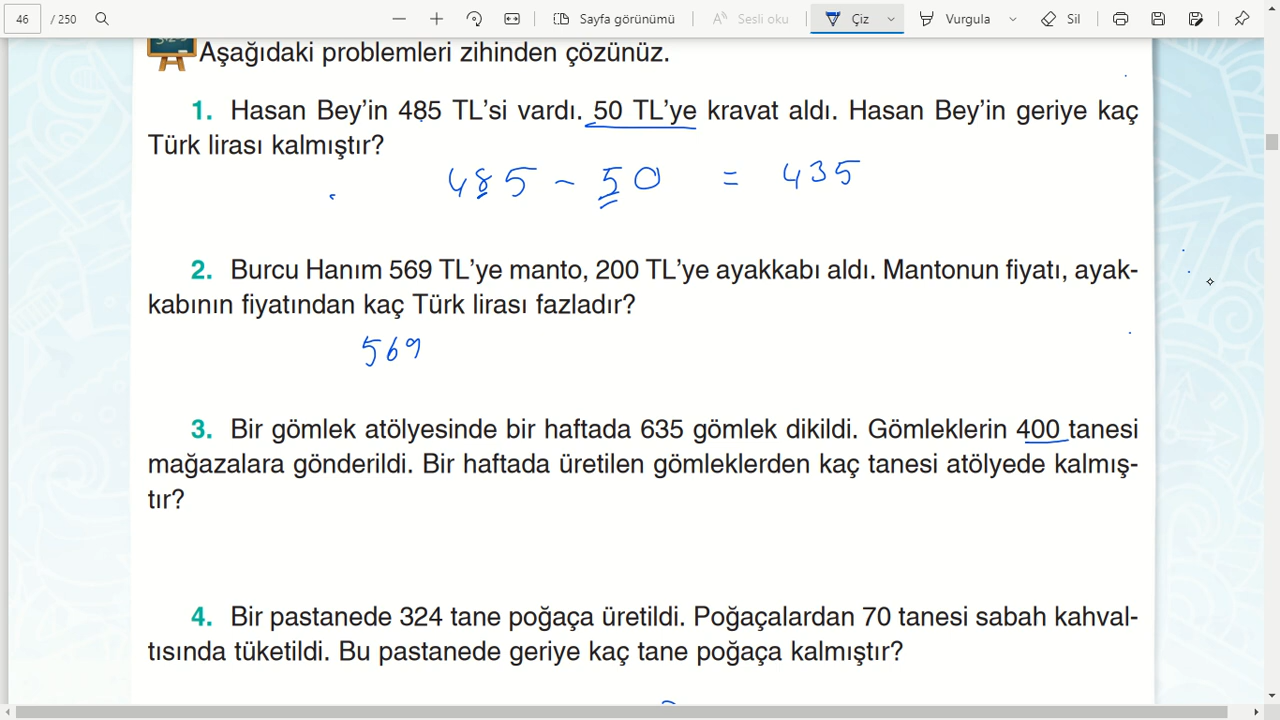 46 / 250 Sayfa görünümü Sesli oku Çiz Vurgula Sil
Aşağıdaki problemleri zihinden çözünüz.
1. Hasan Bey'in 485 TL'si vardı. 50 TL'ye kravat aldı. Hasan Bey'in geriye kaç
Türk lirası kalmıştır?
485 - 50 = 435
2. Burcu Hanım 569 TL'ye manto, 200 TL'ye ayakkabı aldı. Mantonun fiyatı, ayak-
kabının fiyatından kaç Türk lirası fazladır?
569
3. Bir gömlek atölyesinde bir haftada 635 gömlek dikildi. Gömleklerin 400 tanesi
mağazalara gönderildi. Bir haftada üretilen gömleklerden kaç tanesi atölyede kalmış-
tır?
4. Bir pastanede 324 tane poğaça üretildi. Poğaçalardan 70 tanesi sabah kahval-
tısında tüketildi. Bu pastanede geriye kaç tane poğaça kalmıştır?